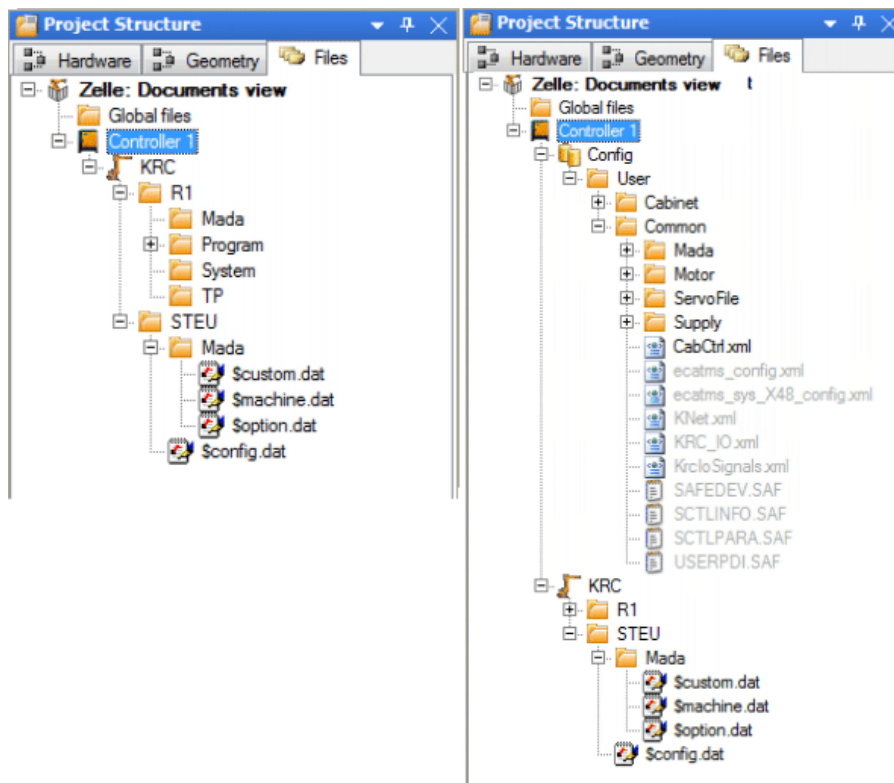 Project Structure
Hardware
Geometry
Files
Zelle: Documents view
Global files
Controller 1
KRC
R1
Mada
Program
System
TP
STEU
Mada
$custom.dat
$machine.dat
$option.dat
$config.dat
Project Structure
Hardware
Geometry
Files
Zelle: Documents view t
Global files
Controller 1
Config
User
Cabinet
Common
Mada
Motor
ServoFile
Supply
CabCtrl.xml
ecatms_config.xml
ecatms_sys_X48_config.xml
KNet.xml
KRC_IO.xml
KrcIoSignals.xml
SAFEDEV.SAF
SCTLINFO.SAF
SCTLPARA.SAF
USERPDI.SAF
KRC
R1
STEU
Mada
$custom.dat
$machine.dat
$option.dat
$config.dat